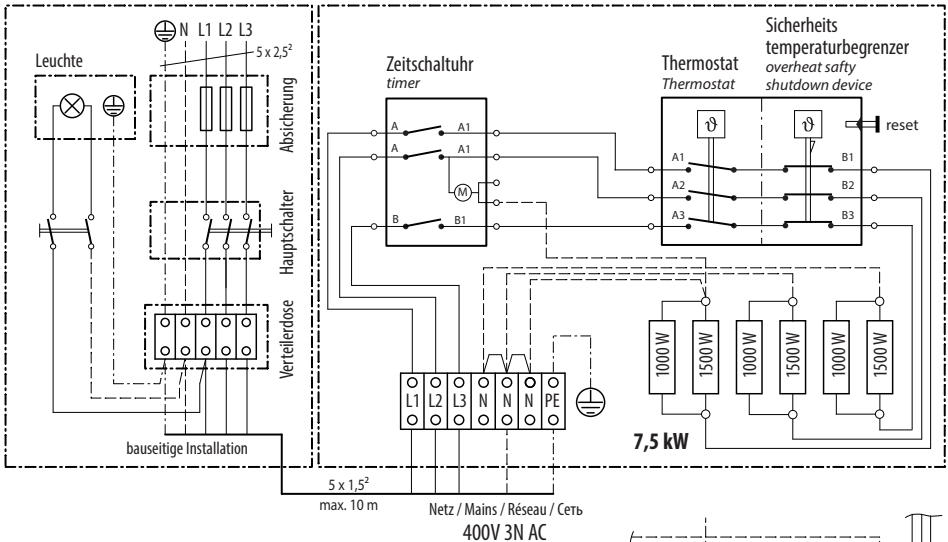 N L1 L2 L3
5 x 2,5²
Leuchte
Absicherung
Hauptschalter
Verteilerdose
bauseitige Installation
Zeitschaltuhr
timer
A A1
A A1
M
B B1
Thermostat
Thermostat
Sicherheits
temperaturbegrenzer
overheat safty
shutdown device
ϑ ϑ
reset
A1 B1
A2 B2
A3 B3
1000 W 1500 W 1000 W 1500 W 1000 W 1500 W
7,5 kW
L1 L2 L3 N N N PE
5 x 1,5²
max. 10 m
Netz / Mains / Réseau / Сеть
400V 3N AC